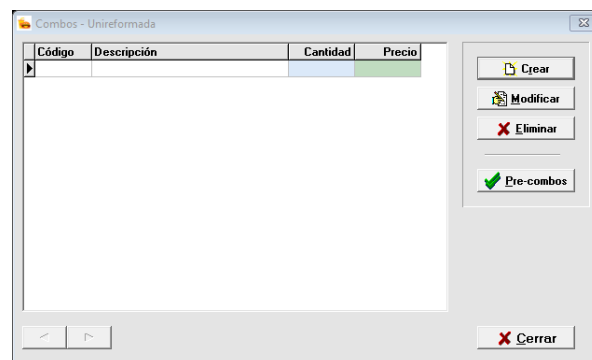 Combos - Unireformada
Código Descripción Cantidad Precio
Crear
Modificar
Eliminar
Pre-combos
< >
Cerrar